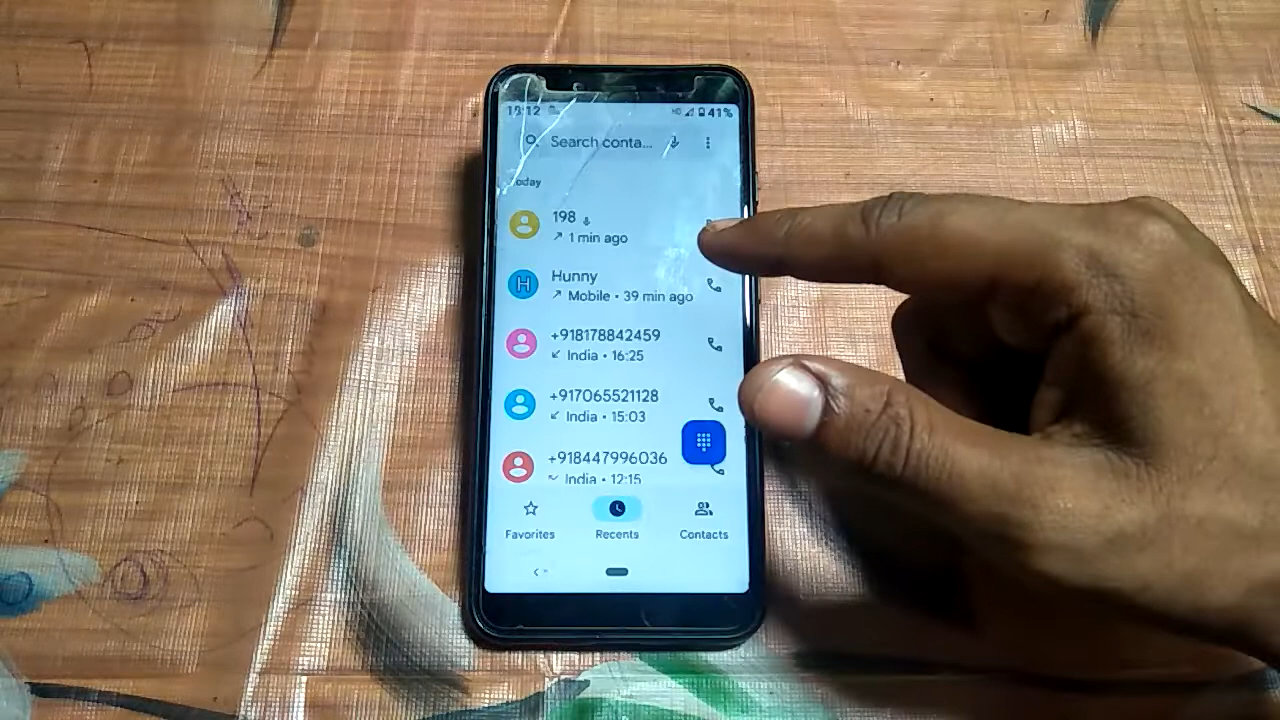 19:12 41%
Search conta...
Today
198
1 min ago
H
Hunny
Mobile • 39 min ago
+918178842459
India • 16:25
+917065521128
India • 15:03
+918447996036
India • 12:15
Favorites Recents Contacts